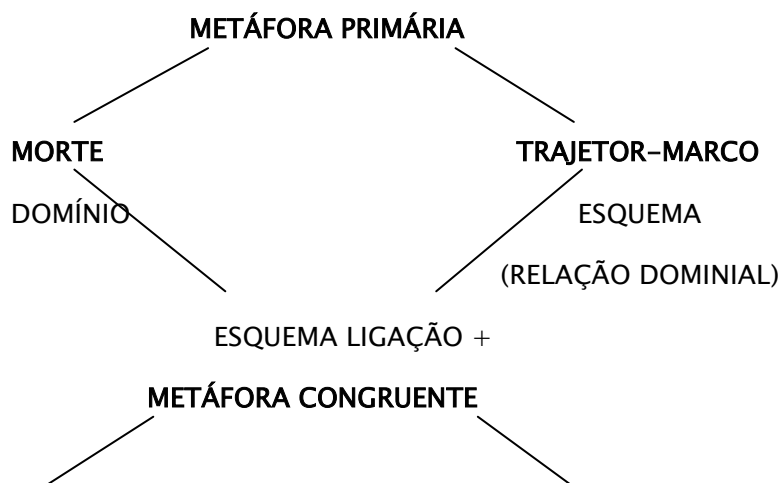 METÁFORA PRIMÁRIA
MORTE TRAJETOR-MARCO
DOMÍNIO ESQUEMA
(RELAÇÃO DOMINIAL)
ESQUEMA LIGAÇÃO +
METÁFORA CONGRUENTE